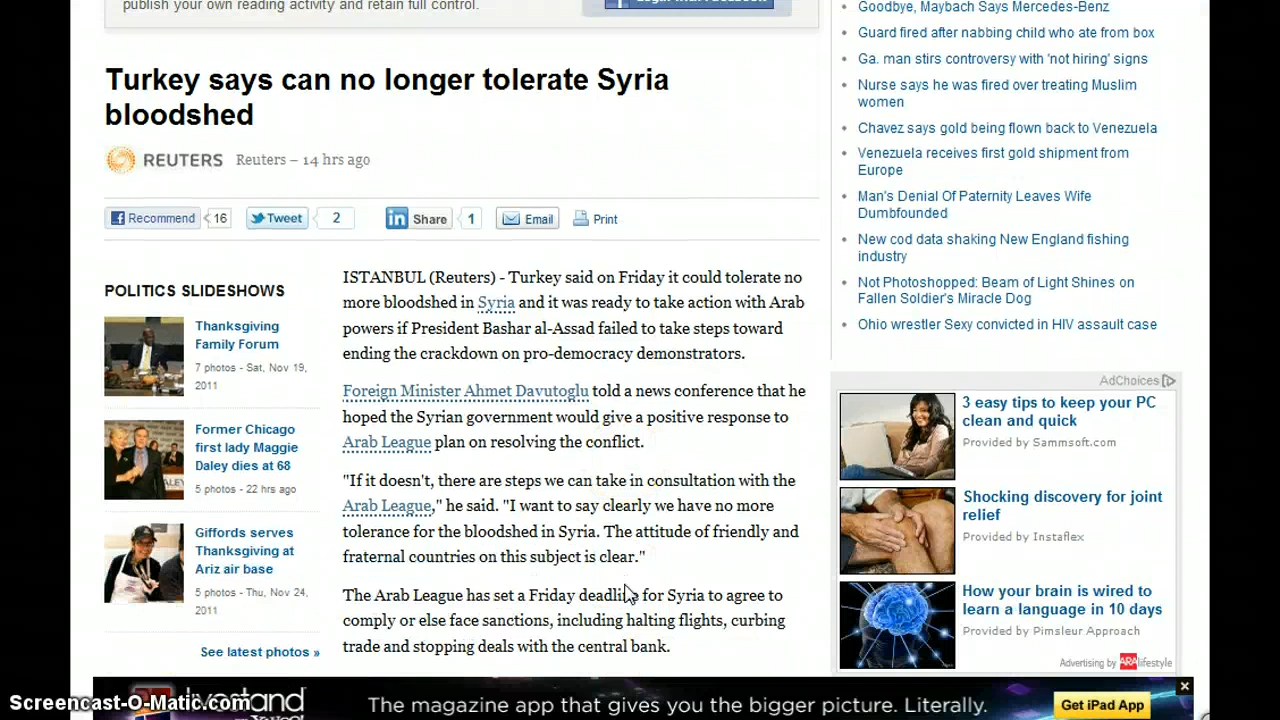 publish your own reading activity and retain full control.
Turkey says can no longer tolerate Syria
bloodshed
REUTERS Reuters – 14 hrs ago
Recommend 16 Tweet 2 in Share 1 Email Print
POLITICS SLIDESHOWS
Thanksgiving
Family Forum
7 photos - Sat, Nov 19,
2011
Former Chicago
first lady Maggie
Daley dies at 68
5 photos - 22 hrs ago
Giffords serves
Thanksgiving at
Ariz air base
5 photos - Thu, Nov 24,
2011
See latest photos »
ISTANBUL (Reuters) - Turkey said on Friday it could tolerate no
more bloodshed in Syria and it was ready to take action with Arab
powers if President Bashar al-Assad failed to take steps toward
ending the crackdown on pro-democracy demonstrators.
Foreign Minister Ahmet Davutoglu told a news conference that he
hoped the Syrian government would give a positive response to
Arab League plan on resolving the conflict.
"If it doesn't, there are steps we can take in consultation with the
Arab League," he said. "I want to say clearly we have no more
tolerance for the bloodshed in Syria. The attitude of friendly and
fraternal countries on this subject is clear."
The Arab League has set a Friday deadline for Syria to agree to
comply or else face sanctions, including halting flights, curbing
trade and stopping deals with the central bank.
Goodbye, Maybach Says Mercedes-Benz
Guard fired after nabbing child who ate from box
Ga. man stirs controversy with 'not hiring' signs
Nurse says he was fired over treating Muslim
women
Chavez says gold being flown back to Venezuela
Venezuela receives first gold shipment from
Europe
Man's Denial Of Paternity Leaves Wife
Dumbfounded
New cod data shaking New England fishing
industry
Not Photoshopped: Beam of Light Shines on
Fallen Soldier's Miracle Dog
Ohio wrestler Sexy convicted in HIV assault case
AdChoices
3 easy tips to keep your PC
clean and quick
Provided by Sammsoft.com
Shocking discovery for joint
relief
Provided by Instaflex
How your brain is wired to
learn a language in 10 days
Provided by Pimsleur Approach
Advertising by ARAlifestyle
The magazine app that gives you the bigger picture. Literally.
Get iPad App
Screencast-O-Matic.com